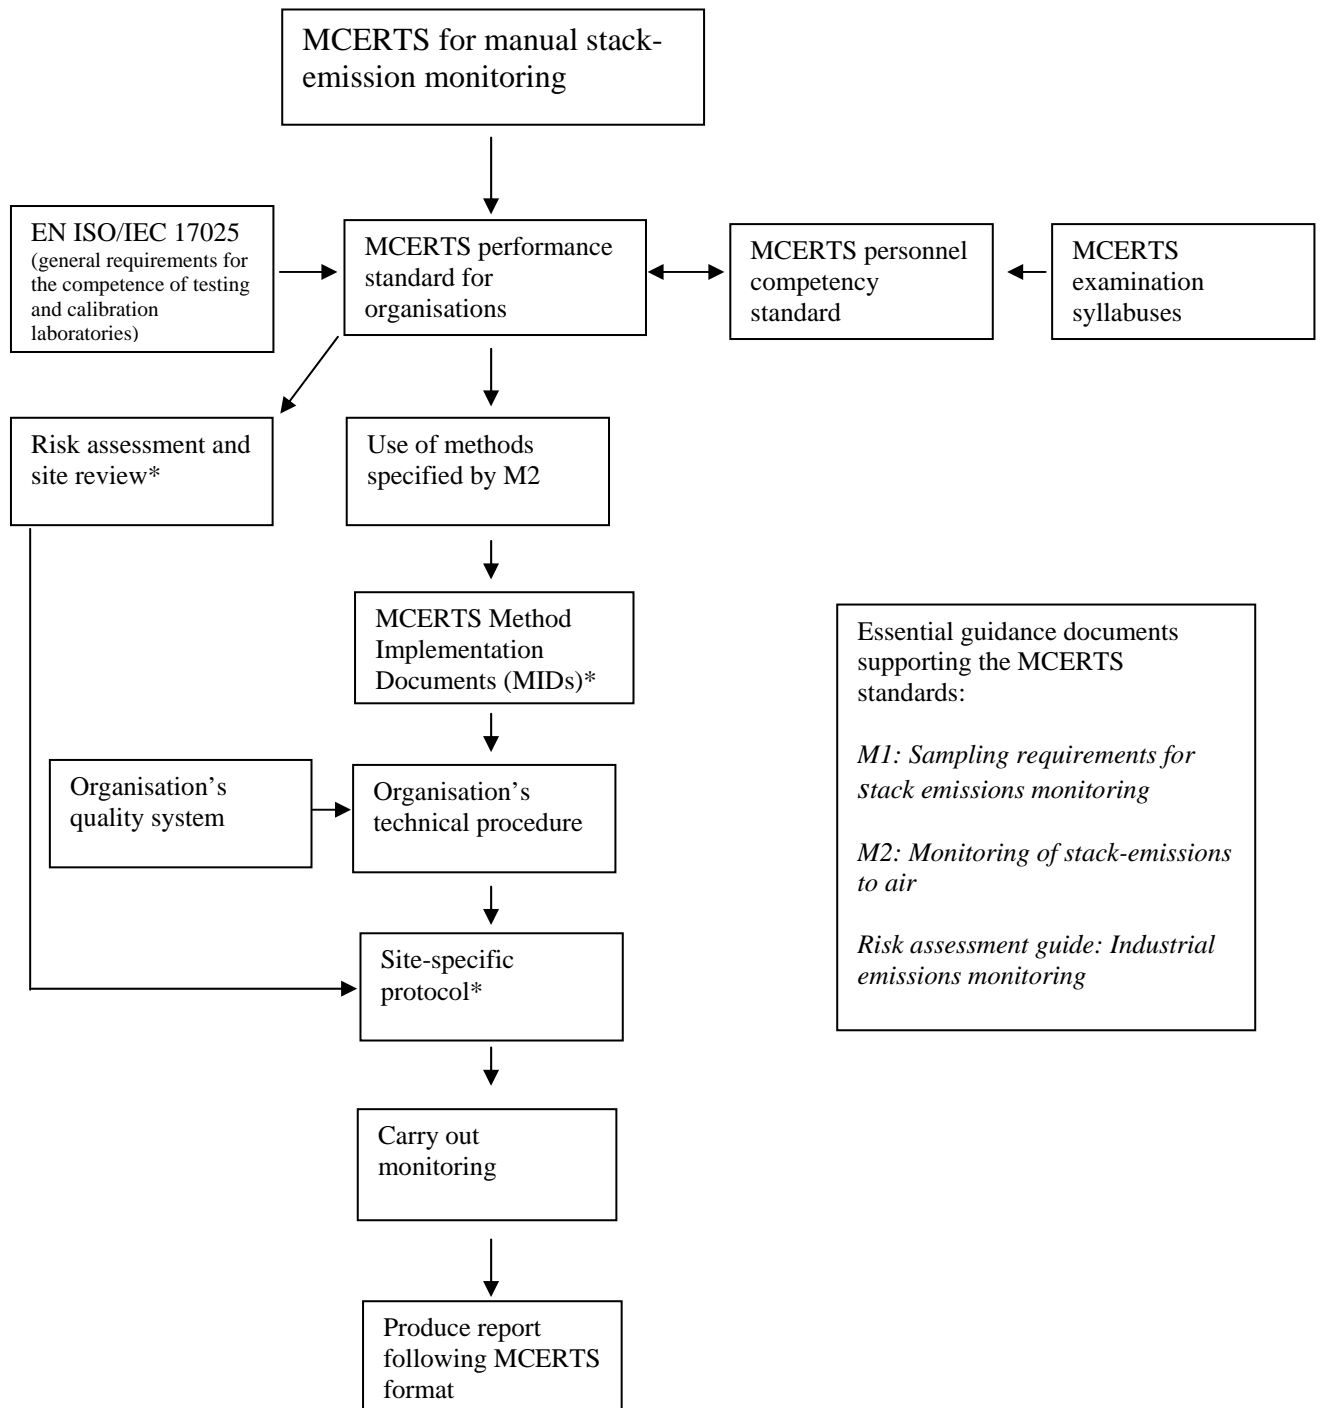 MCERTS for manual stack-
emission monitoring
EN ISO/IEC 17025
(general requirements for
the competence of testing
and calibration
laboratories)
MCERTS performance
standard for
organisations
MCERTS personnel
competency
standard
MCERTS
examination
syllabuses
Risk assessment and
site review*
Use of methods
specified by M2
MCERTS Method
Implementation
Documents (MIDs)*
Essential guidance documents
supporting the MCERTS
standards:
M1: Sampling requirements for
stack emissions monitoring
M2: Monitoring of stack-emissions
to air
Risk assessment guide: Industrial
emissions monitoring
Organisation’s
quality system
Organisation’s
technical procedure
Site-specific
protocol*
Carry out
monitoring
Produce report
following MCERTS
format